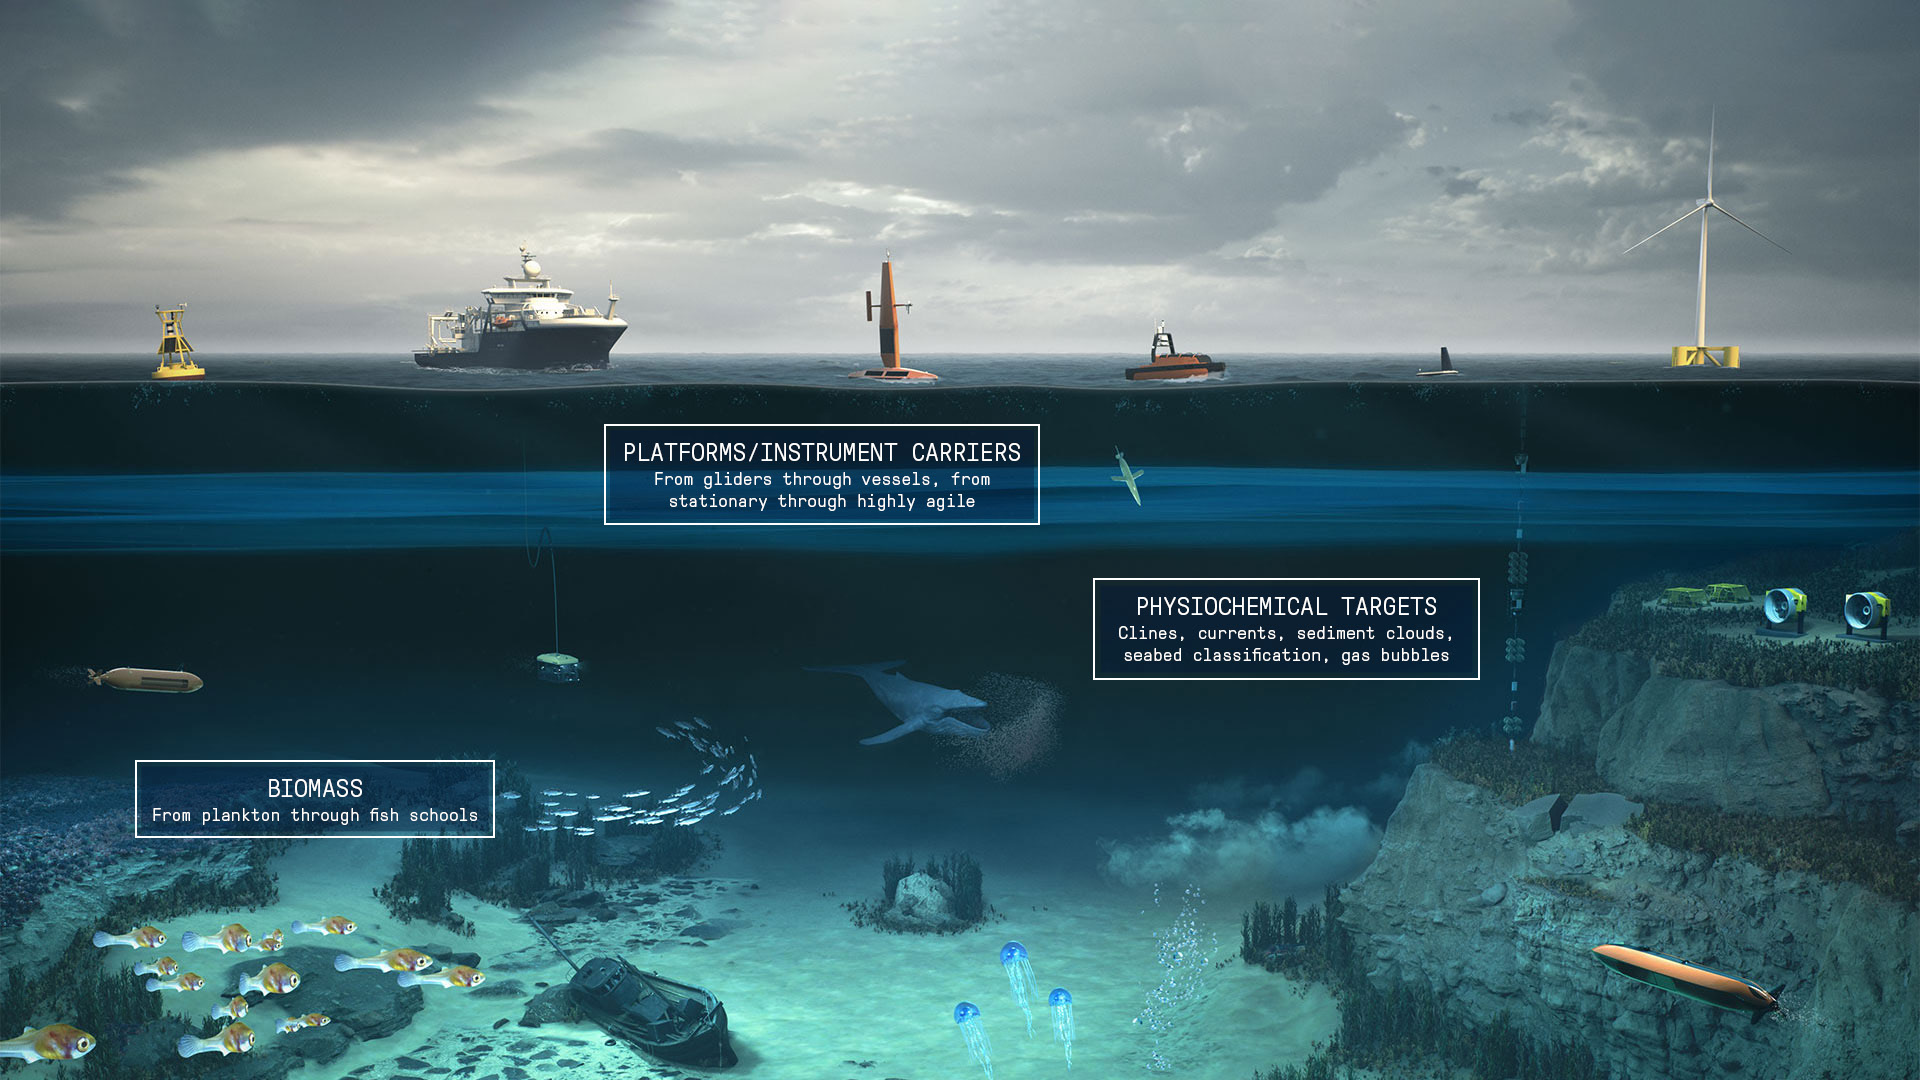 PLATFORMS/INSTRUMENT CARRIERS
From gliders through vessels, from
stationary through highly agile
PHYSIOCHEMICAL TARGETS
Clines, currents, sediment clouds,
seabed classification, gas bubbles
BIOMASS
From plankton through fish schools